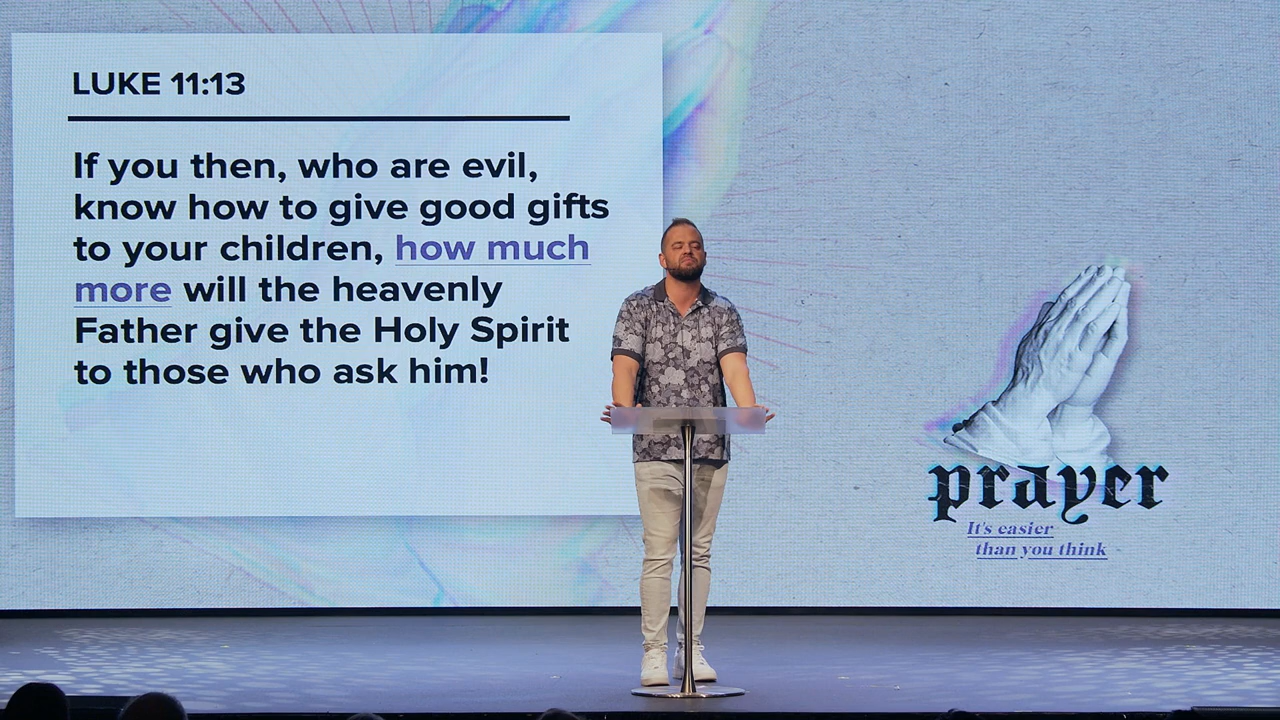 LUKE 11:13
If you then, who are evil,
know how to give good gifts
to your children, how much
more will the heavenly
Father give the Holy Spirit
to those who ask him!
prayer
It's easier
than you think